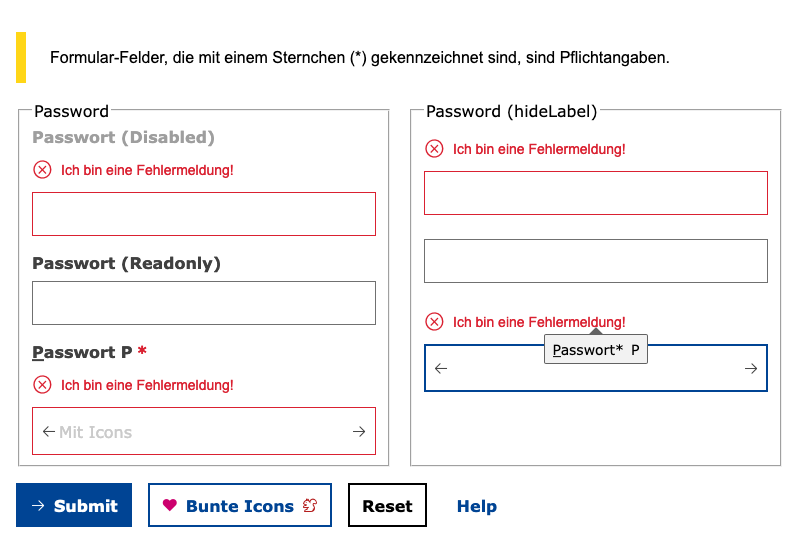 Formular-Felder, die mit einem Sternchen (*) gekennzeichnet sind, sind Pflichtangaben.
Password
Passwort (Disabled)
Ich bin eine Fehlermeldung!
Passwort (Readonly)
Passwort P *
Ich bin eine Fehlermeldung!
Mit Icons
Password (hideLabel)
Ich bin eine Fehlermeldung!
Ich bin eine Fehlermeldung!
Passwort* P
Submit
Bunte Icons
Reset
Help